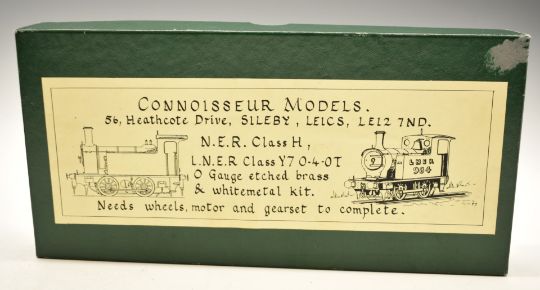 CONNOISSEUR MODELS.
56, Heathcote Drive, SILEBY, LEICS, LE12 7ND.
N.E.R. Class H,
L.N.E.R Class Y7 0-4-0T
O Gauge etched brass
& whitemetal kit.
Needs wheels, motor and gearset to complete.
L N E R
984